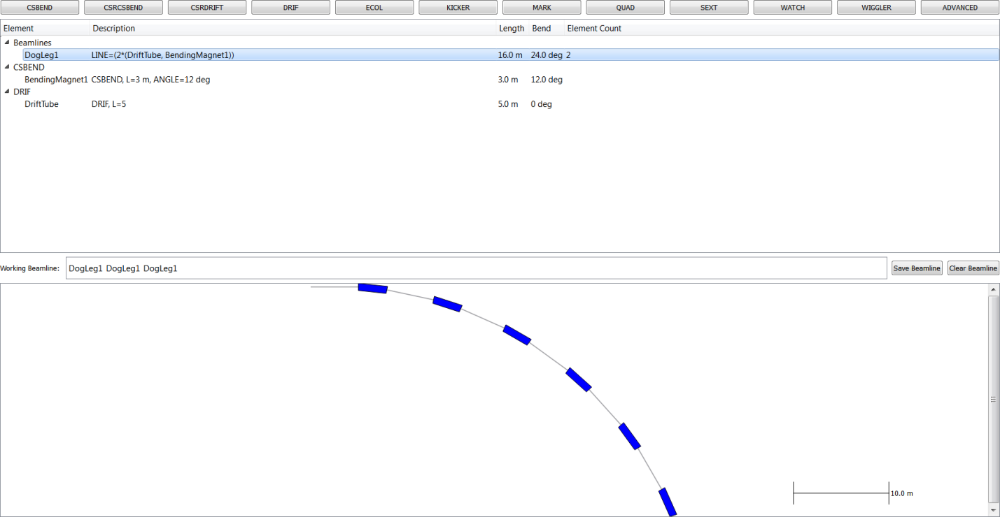 CSBEND CSRCSBEND CSRDRIFT DRIF ECOL KICKER MARK QUAD SEXT WATCH WIGGLER ADVANCED
Element Description Length Bend Element Count
Beamlines
DogLeg1 LINE=(2*(DriftTube, BendingMagnet1)) 16.0 m 24.0 deg 2
CSBEND
BendingMagnet1 CSBEND, L=3 m, ANGLE=12 deg 3.0 m 12.0 deg
DRIF
DriftTube DRIF, L=5 5.0 m 0 deg
Working Beamline: DogLeg1 DogLeg1 DogLeg1 Save Beamline Clear Beamline
10.0 m